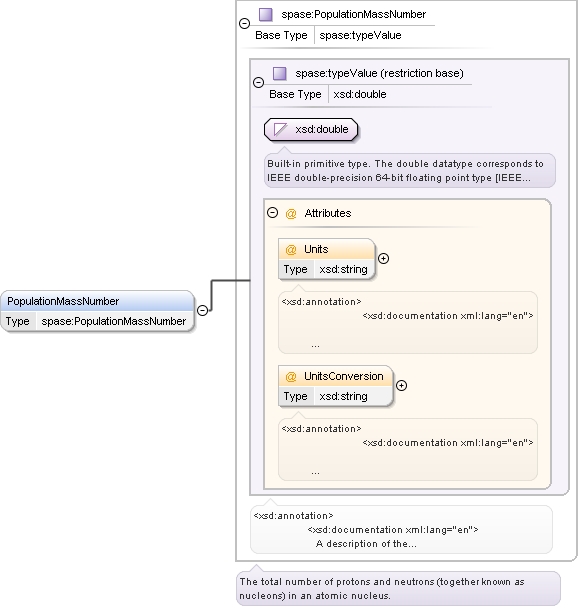 spase:PopulationMassNumber
Base Type spase:typeValue
spase:typeValue (restriction base)
Base Type xsd:double
xsd:double
Built-in primitive type. The double datatype corresponds to
IEEE double-precision 64-bit floating point type [IEEE...
@ Attributes
@ Units
Type xsd:string
<xsd:annotation>
<xsd:documentation xml:lang="en">
...
PopulationMassNumber
Type spase:PopulationMassNumber
@ UnitsConversion
Type xsd:string
<xsd:annotation>
<xsd:documentation xml:lang="en">
...
<xsd:annotation>
<xsd:documentation xml:lang="en">
A description of the...
The total number of protons and neutrons (together known as
nucleons) in an atomic nucleus.